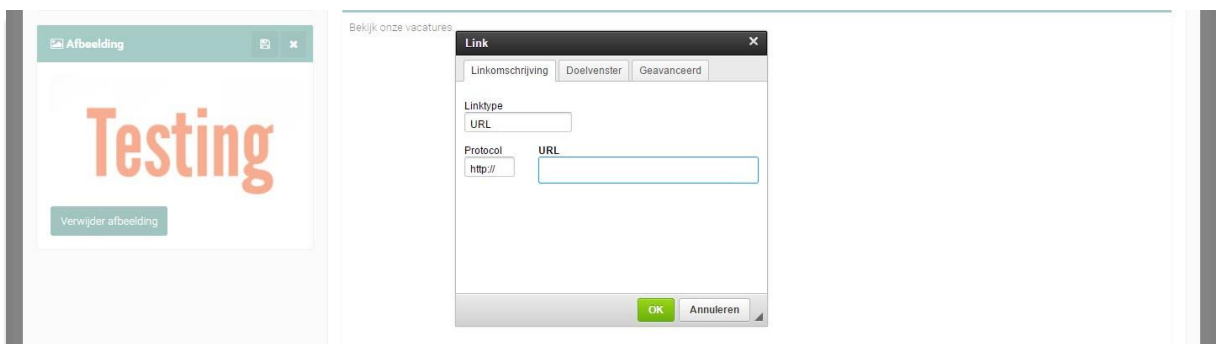 Afbeelding
Testing
Verwijder afbeelding
Bekijk onze vacatures
Link
Linkomschrijving Doelvenster Geavanceerd
Linktype
URL
Protocol URL
http://
OK Annuleren